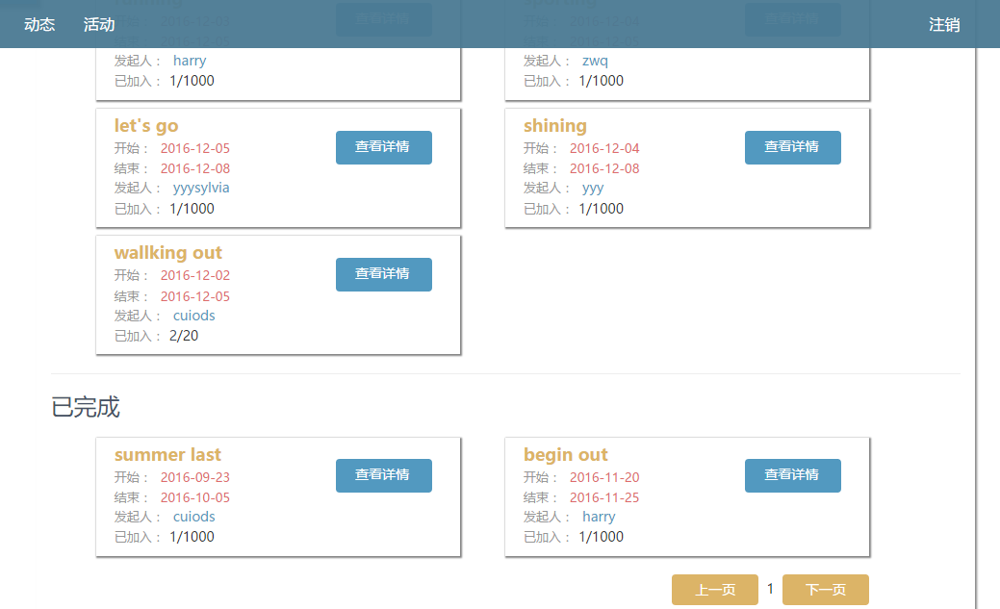 动态 活动 注销
发起人： harry
已加入： 1/1000
发起人： zwq
已加入： 1/1000
let's go
查看详情
开始： 2016-12-05
结束： 2016-12-08
发起人： yyysylvia
已加入： 1/1000
shining
查看详情
开始： 2016-12-04
结束： 2016-12-08
发起人： yyy
已加入： 1/1000
wallking out
查看详情
开始： 2016-12-02
结束： 2016-12-05
发起人： cuiods
已加入： 2/20
已完成
summer last
查看详情
开始： 2016-09-23
结束： 2016-10-05
发起人： cuiods
已加入： 1/1000
begin out
查看详情
开始： 2016-11-20
结束： 2016-11-25
发起人： harry
已加入： 1/1000
上一页 1 下一页